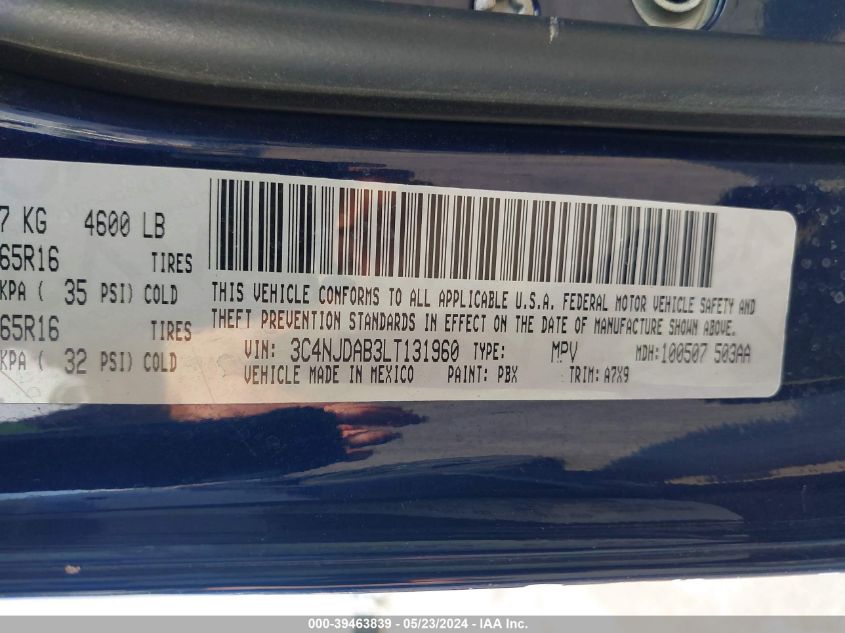 7 KG 4600 LB
65R16 TIRES
KPA ( 35 PSI) COLD
65R16 TIRES
KPA ( 32 PSI) COLD
THIS VEHICLE CONFORMS TO ALL APPLICABLE U.S.A. FEDERAL MOTOR VEHICLE SAFETY AND
THEFT PREVENTION STANDARDS IN EFFECT ON THE DATE OF MANUFACTURE SHOWN ABOVE.
VIN: 3C4NJDAB3LT131960 TYPE: MPV MDH:100507 503AA
VEHICLE MADE IN MEXICO PAINT: PBX TRIM: A7X9
000-39463839 - 05/23/2024 - IAA Inc.